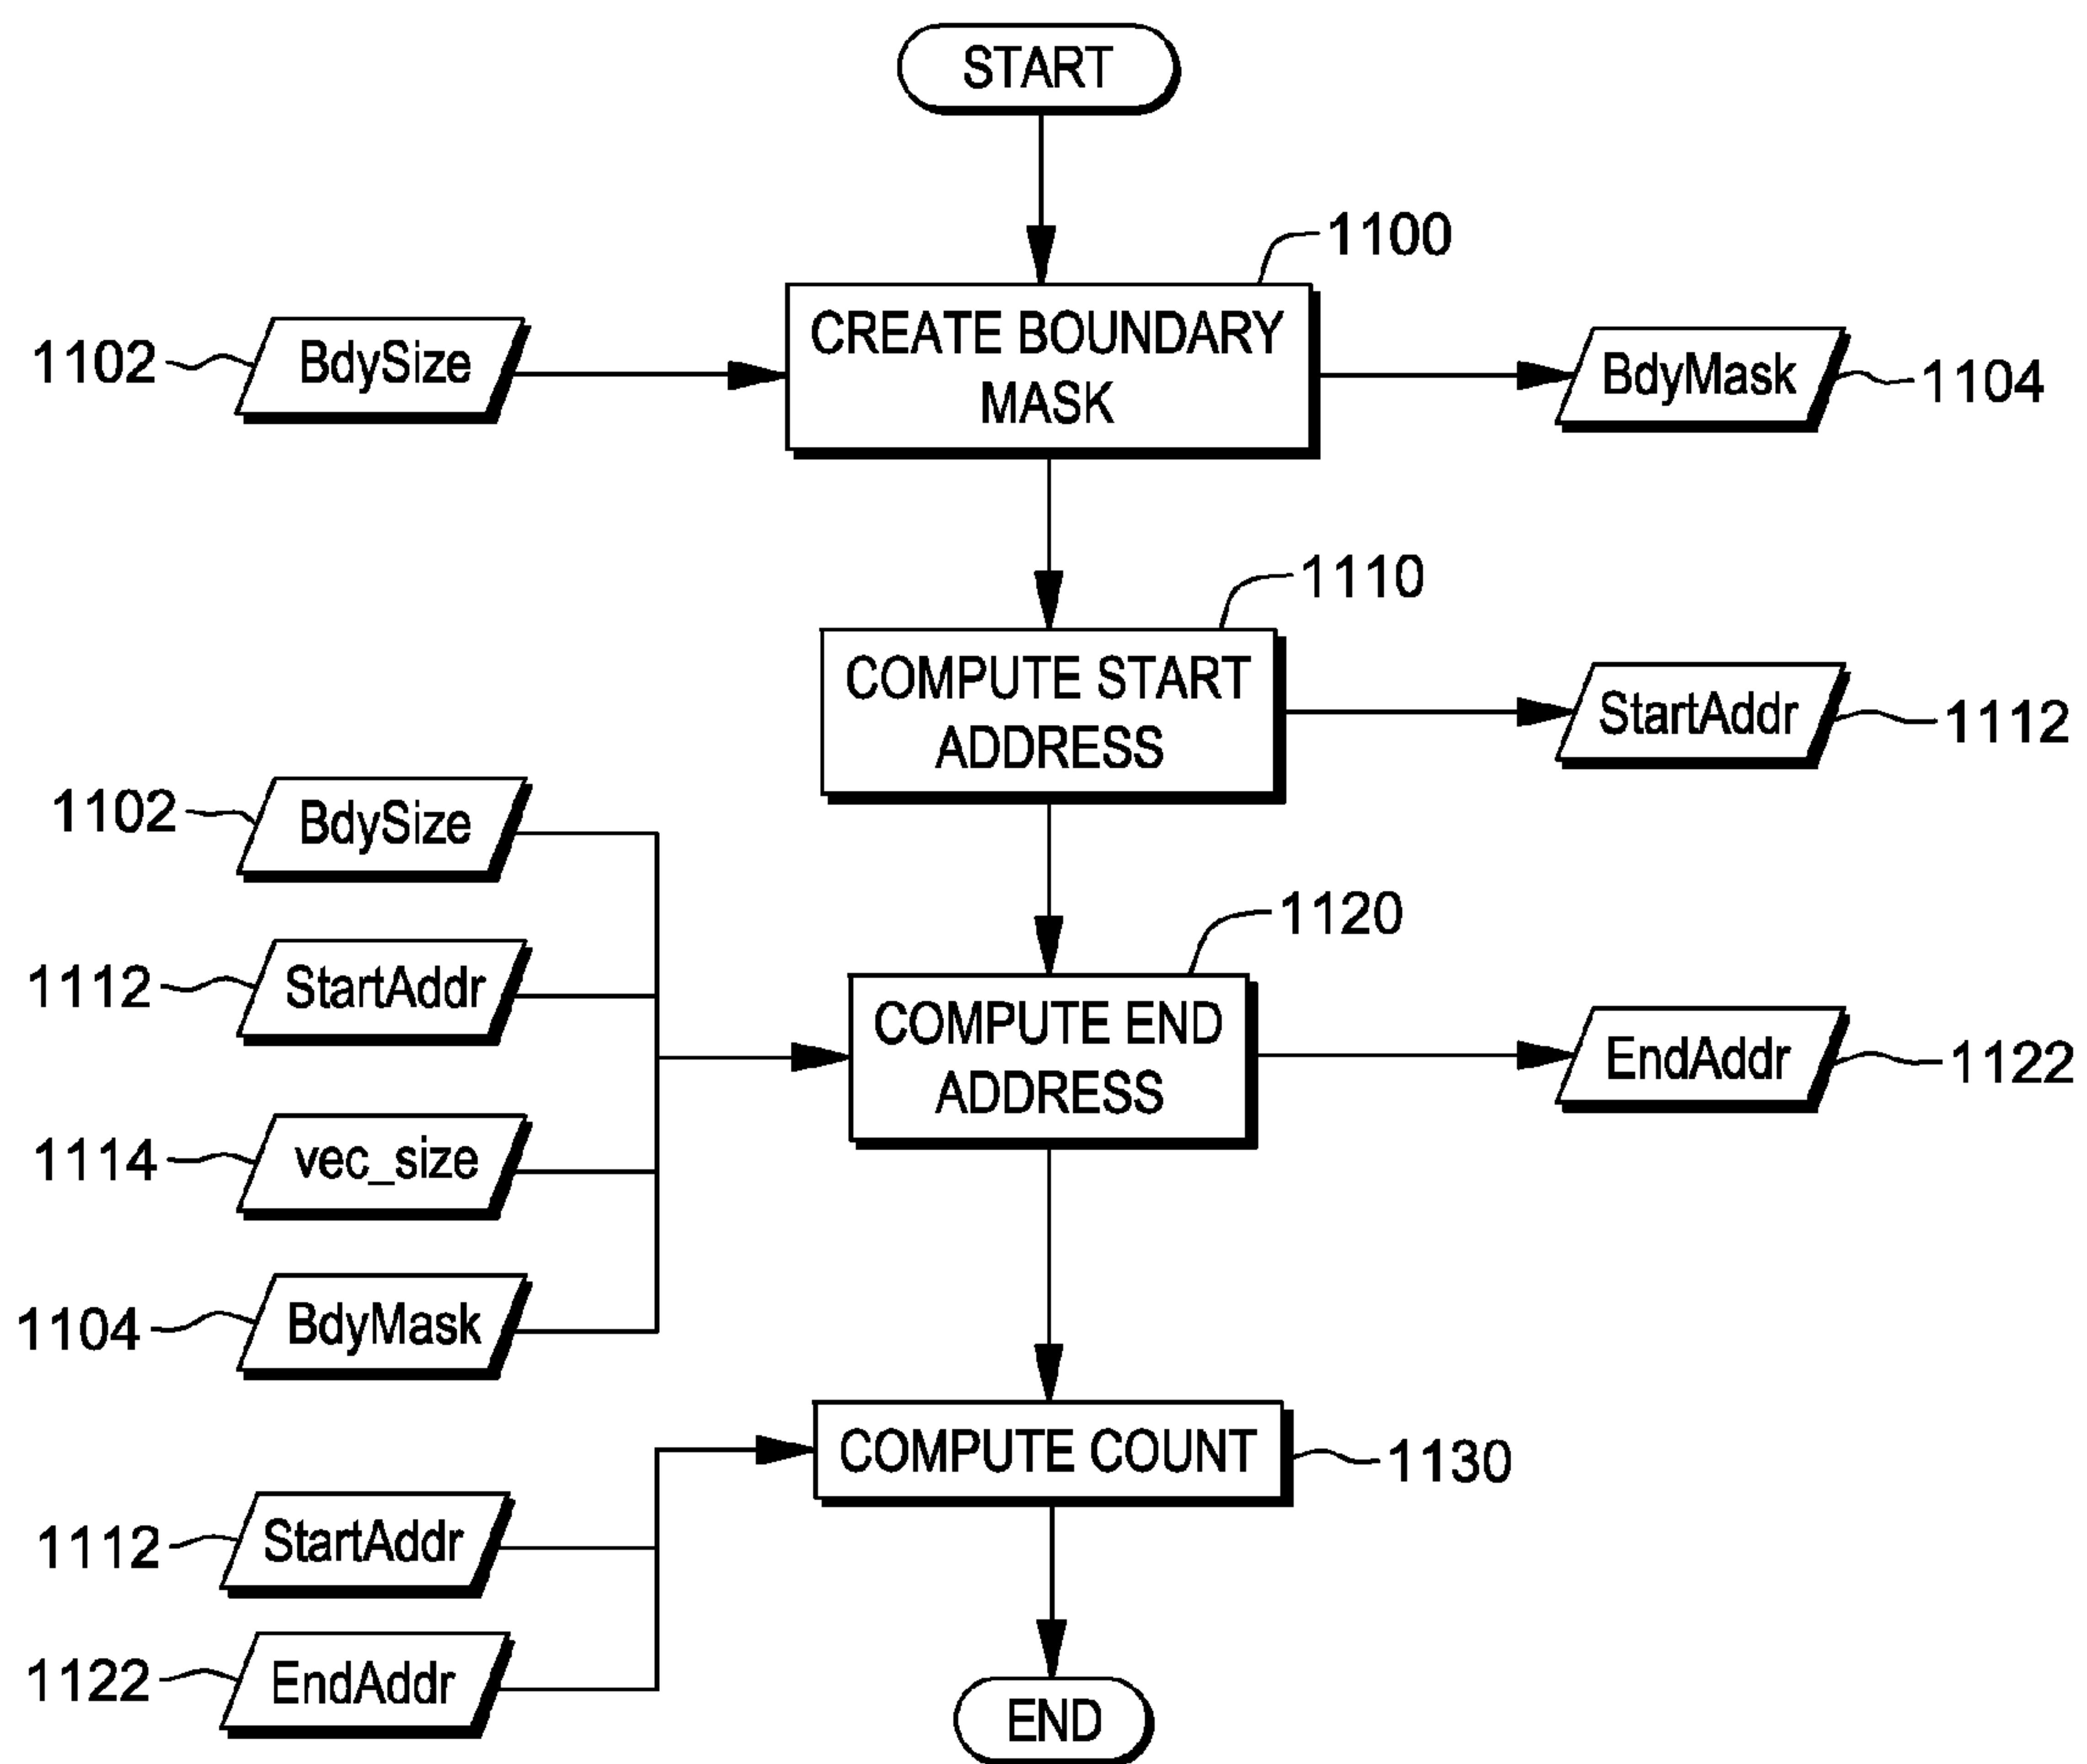 START
1100
1102
BdySize
CREATE BOUNDARY
MASK
BdyMask
1104
1110
COMPUTE START
ADDRESS
StartAddr
1112
1102
BdySize
1120
1112
StartAddr
COMPUTE END
ADDRESS
EndAddr
1122
1114
vec_size
1104
BdyMask
COMPUTE COUNT
1130
1112
StartAddr
1122
EndAddr
END